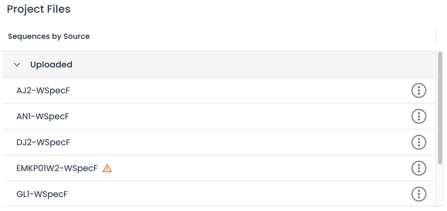 Project Files
Sequences by Source
Uploaded
AJ2-WSpecF
AN1-WSpecF
DJ2-WSpecF
EMKP01W2-WSpecF
GL1-WSpecF